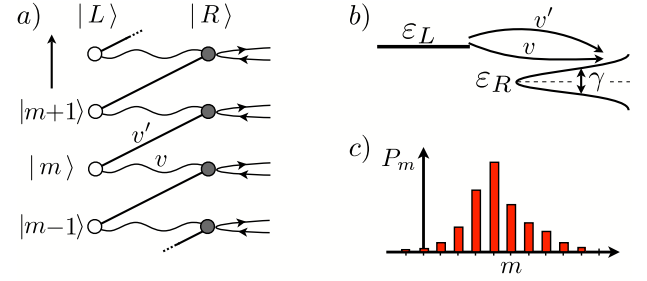 a) |L⟩ |R⟩
|m+1⟩
v′
|m⟩ v
|m−1⟩
b) v′
ε_L v
ε_R γ
c) P_m
m